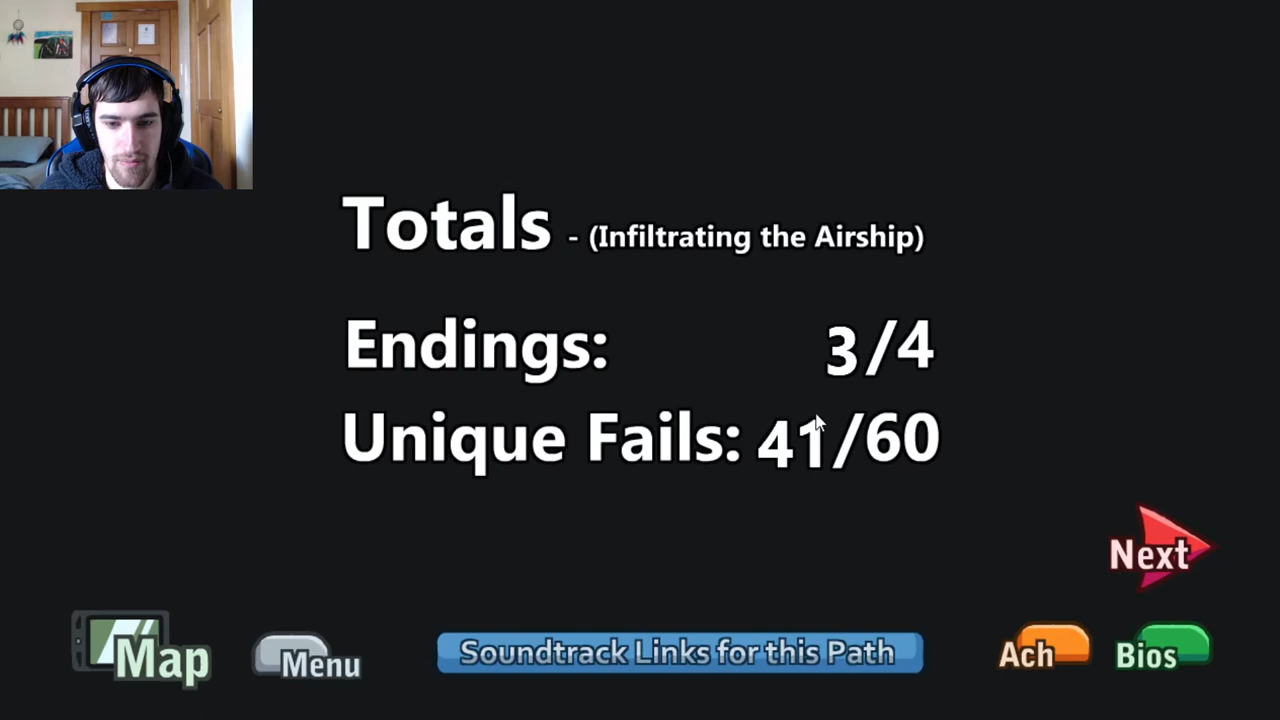 Totals - (Infiltrating the Airship)
Endings: 3/4
Unique Fails: 41/60
Next
Map
Menu
Soundtrack Links for this Path
Ach
Bios